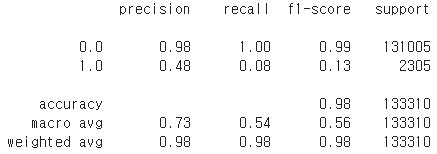 precision recall f1-score support
0.0 0.98 1.00 0.99 131005
1.0 0.48 0.08 0.13 2305
accuracy 0.98 133310
macro avg 0.73 0.54 0.56 133310
weighted avg 0.98 0.98 0.98 133310